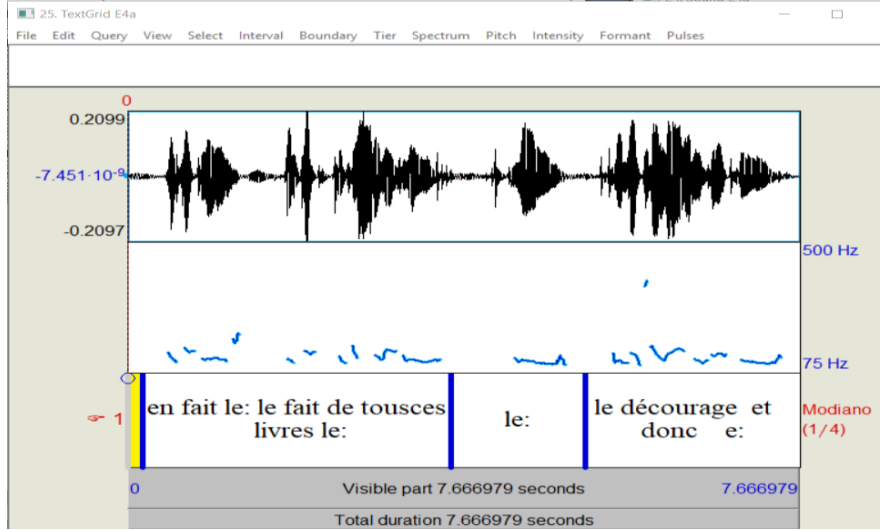 25. TextGrid E4a
File Edit Query View Select Interval Boundary Tier Spectrum Pitch Intensity Formant Pulses
0
0.2099
-7.451·10-9
-0.2097
500 Hz
75 Hz
☞ 1
en fait le: le fait de tousces
livres le:
le:
le décourage et
donc e:
Modiano
(1/4)
0 Visible part 7.666979 seconds 7.666979
Total duration 7.666979 seconds